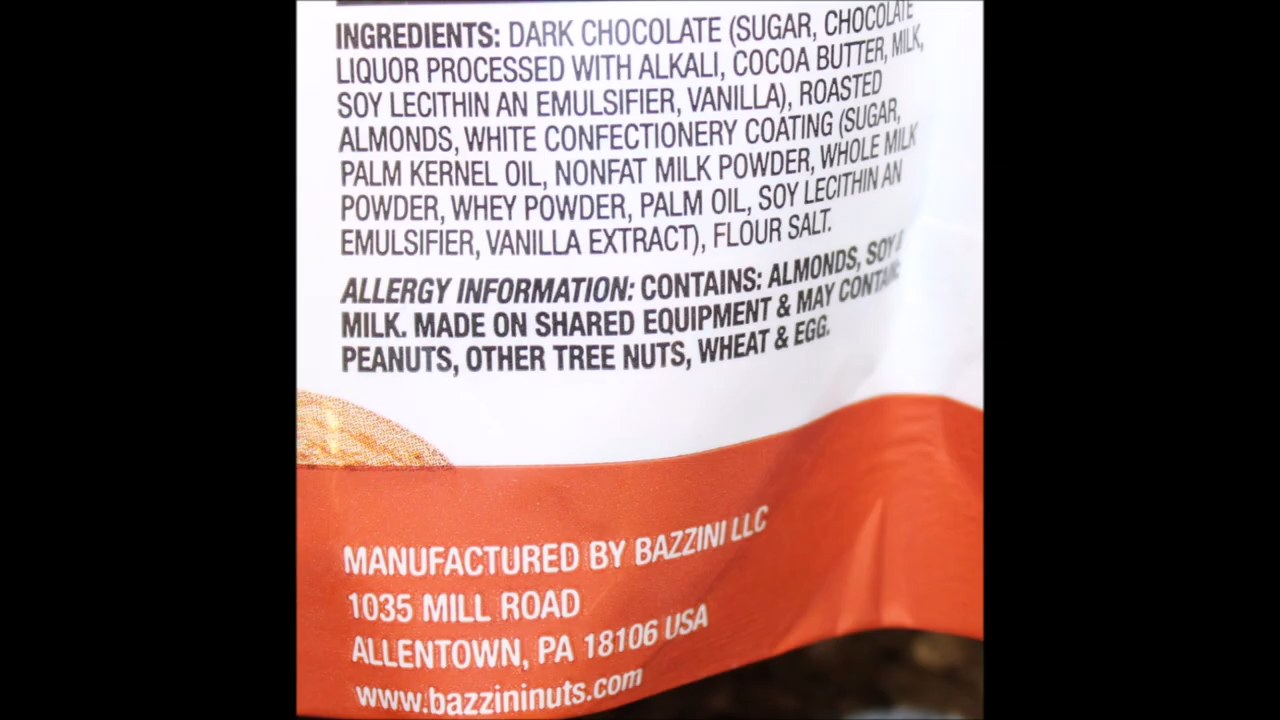 INGREDIENTS: DARK CHOCOLATE (SUGAR, CHOCOLATE
LIQUOR PROCESSED WITH ALKALI, COCOA BUTTER, MILK,
SOY LECITHIN AN EMULSIFIER, VANILLA), ROASTED
ALMONDS, WHITE CONFECTIONERY COATING (SUGAR,
PALM KERNEL OIL, NONFAT MILK POWDER, WHOLE MILK
POWDER, WHEY POWDER, PALM OIL, SOY LECITHIN AN
EMULSIFIER, VANILLA EXTRACT), FLOUR SALT.
ALLERGY INFORMATION: CONTAINS: ALMONDS, SOY &
MILK. MADE ON SHARED EQUIPMENT & MAY CONTAIN
PEANUTS, OTHER TREE NUTS, WHEAT & EGG.
MANUFACTURED BY BAZZINI LLC
1035 MILL ROAD
ALLENTOWN, PA 18106 USA
www.bazzininuts.com